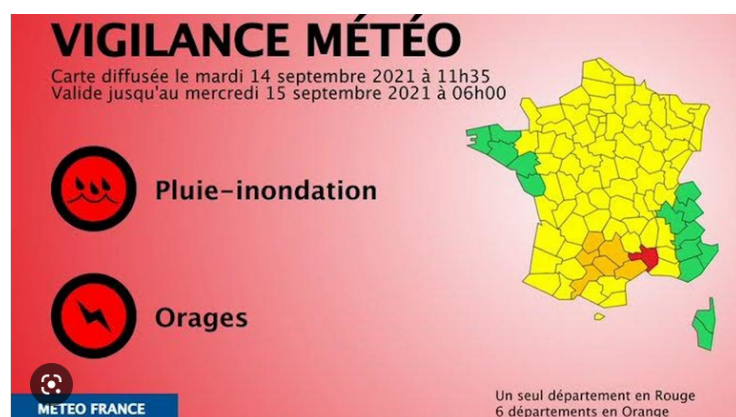 VIGILANCE MÉTÉO
Carte diffusée le mardi 14 septembre 2021 à 11h35
Valide jusqu'au mercredi 15 septembre 2021 à 06h00
Pluie-inondation
Orages
METEO FRANCE
Un seul département en Rouge
6 départements en Orange